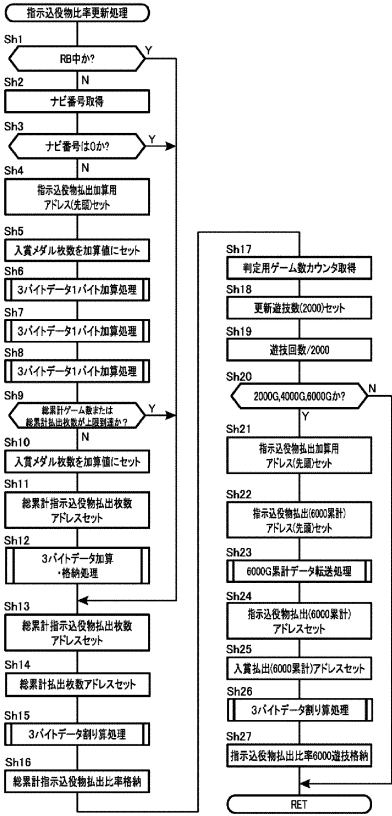 指示込役物比率更新処理
Sh1
RB中か?
Y
N
Sh2
ナビ番号取得
Sh3
ナビ番号は0か?
Y
N
Sh4
指示込役物払出加算用
アドレス(先頭)セット
Sh5
入賞メダル枚数を加算値にセット
Sh6
3バイトデータ1バイト加算処理
Sh7
3バイトデータ1バイト加算処理
Sh8
3バイトデータ1バイト加算処理
Sh9
総累計ゲーム数または
総累計払出枚数が上限到達か?
Y
N
Sh10
入賞メダル枚数を加算値にセット
Sh11
総累計指示込役物払出枚数
アドレスセット
Sh12
3バイトデータ加算
・格納処理
Sh13
総累計指示込役物払出枚数
アドレスセット
Sh14
総累計払出枚数アドレスセット
Sh15
3バイトデータ割り算処理
Sh16
総累計指示込役物払出比率格納
Sh17
判定用ゲーム数カウンタ取得
Sh18
更新遊技数(2000)セット
Sh19
遊技回数/2000
Sh20
2000G,4000G,6000Gか?
N
Y
Sh21
指示込役物払出加算用
アドレス(先頭)セット
Sh22
指示込役物払出(6000累計)
アドレス(先頭)セット
Sh23
6000G累計データ転送処理
Sh24
指示込役物払出(6000累計)
アドレスセット
Sh25
入賞払出(6000累計)アドレスセット
Sh26
3バイトデータ割り算処理
Sh27
指示込役物払出比率6000遊技格納
RET